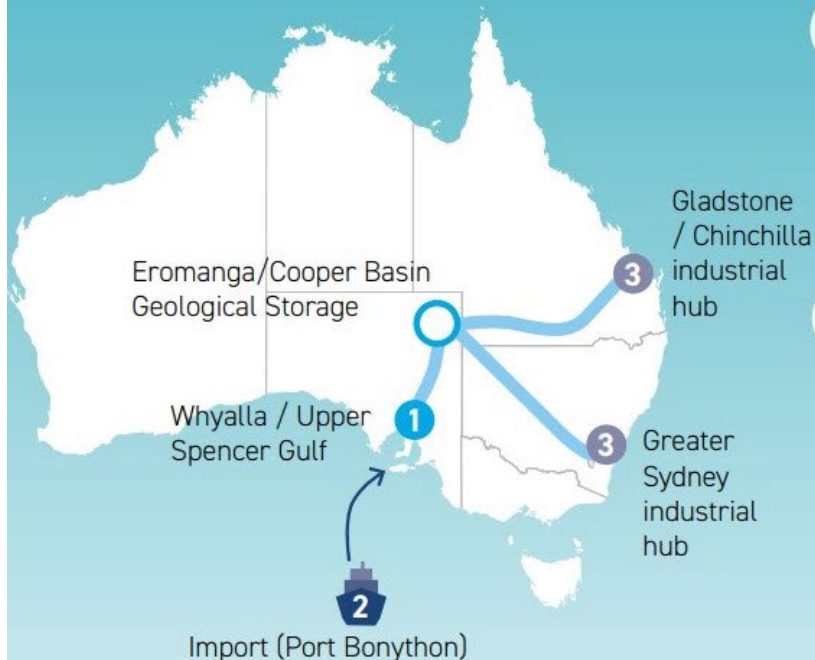 Gladstone
/ Chinchilla
industrial
hub
3
Eromanga/Cooper Basin
Geological Storage
Whyalla / Upper
Spencer Gulf
1
3
Greater
Sydney
industrial
hub
2
Import (Port Bonython)